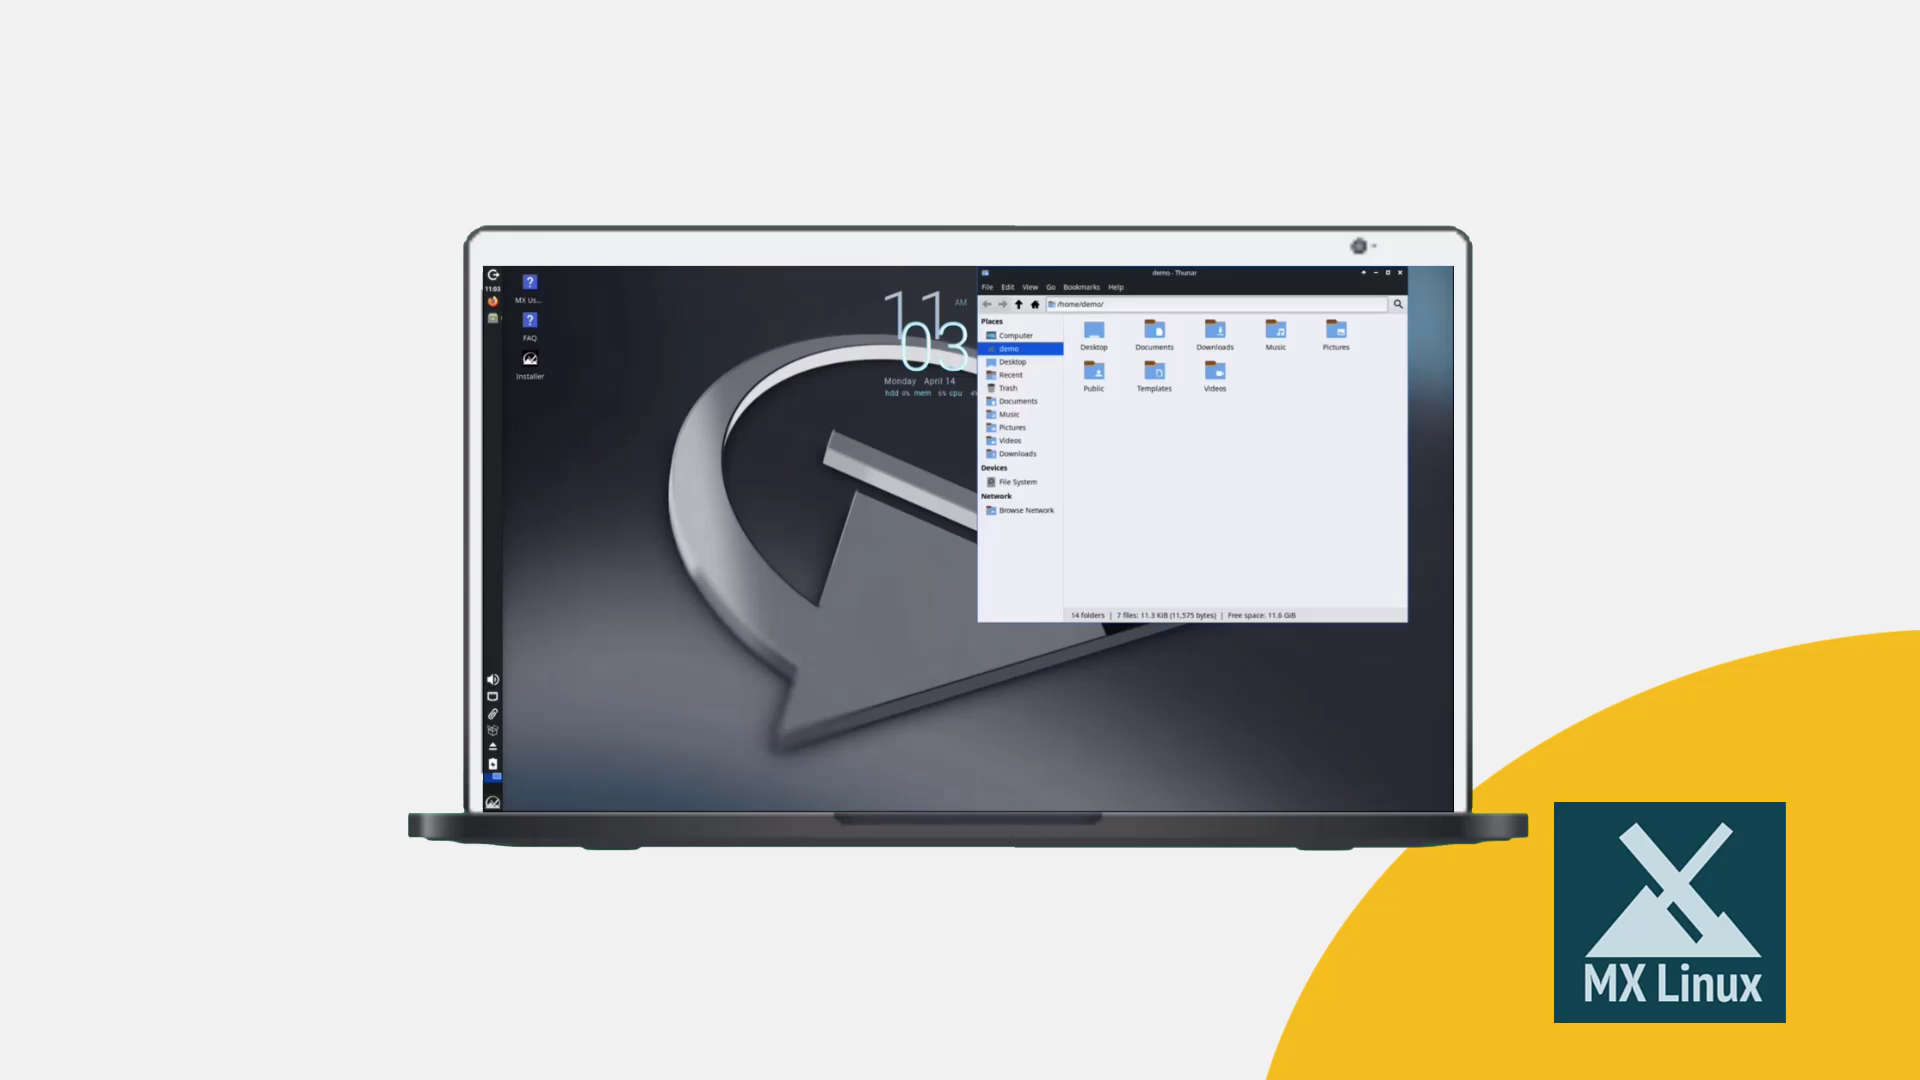 11:03
MX Us...
FAQ
Installer
11 AM
03
Monday April 14
hdd 0% mem 6% cpu
demo - Thunar
File Edit View Go Bookmarks Help
/home/demo/
Places
Computer
demo
Desktop
Recent
Trash
Documents
Music
Pictures
Videos
Downloads
Devices
File System
Network
Browse Network
Desktop Documents Downloads Music Pictures
Public Templates Videos
14 folders | 7 files: 11.3 KiB (11,575 bytes) | Free space: 11.6 GiB
MX Linux